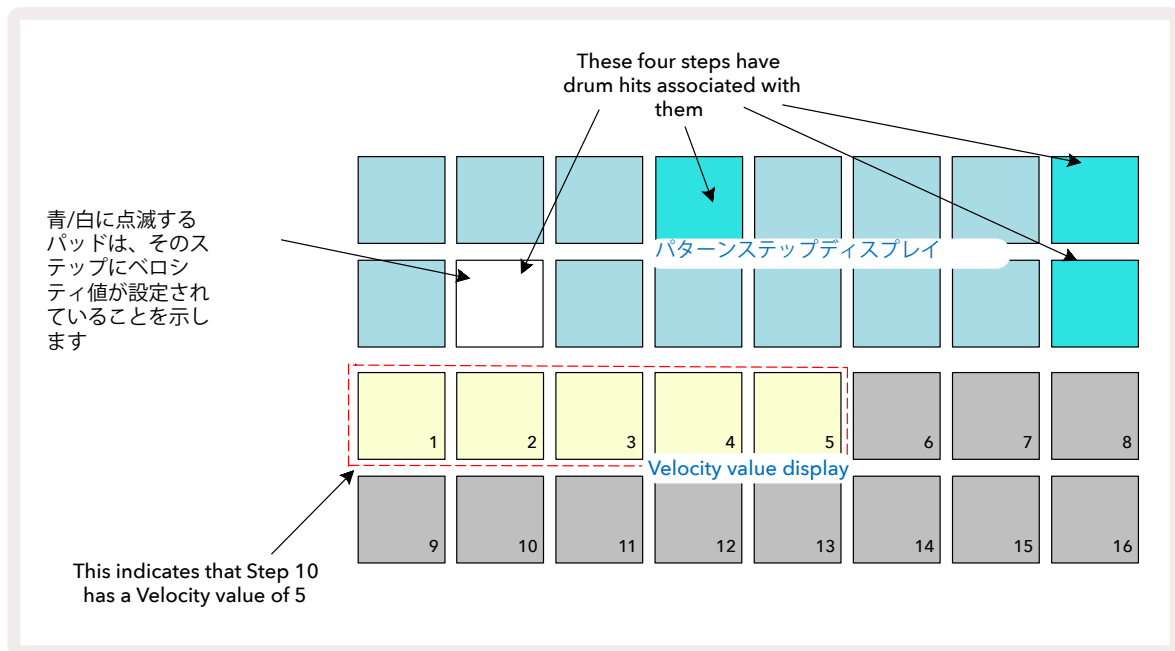 These four steps have
drum hits associated with
them
青/白に点滅する
パッドは、そのス
テップにベロシ
ティ値が設定され
ていることを示し
ます
パターンステップディスプレイ
1 2 3 4 5 6 7 8
Velocity value display
9 10 11 12 13 14 15 16
This indicates that Step 10
has a Velocity value of 5